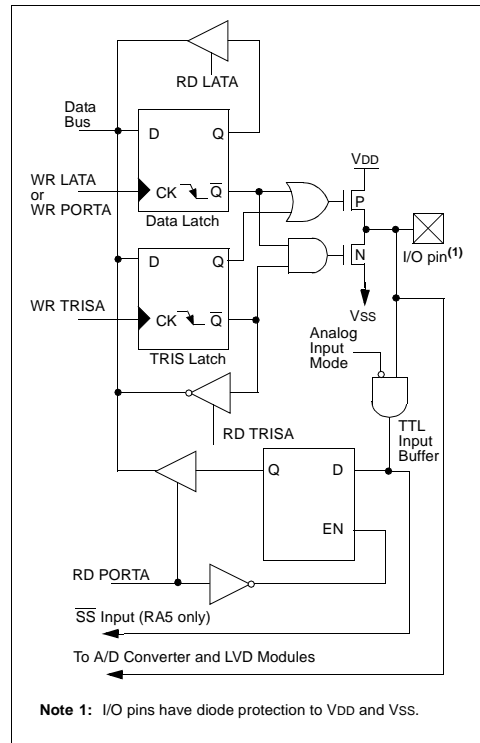 RD LATA
Data
Bus
D Q
VDD
WR LATA
or
WR PORTA
CK Q
P
Data Latch
I/O pin(1)
D Q
N
WR TRISA
CK Q
VSS
Analog
Input
Mode
TRIS Latch
TTL
Input
Buffer
RD TRISA
Q D
EN
RD PORTA
SS Input (RA5 only)
To A/D Converter and LVD Modules
Note 1: I/O pins have diode protection to VDD and VSS.